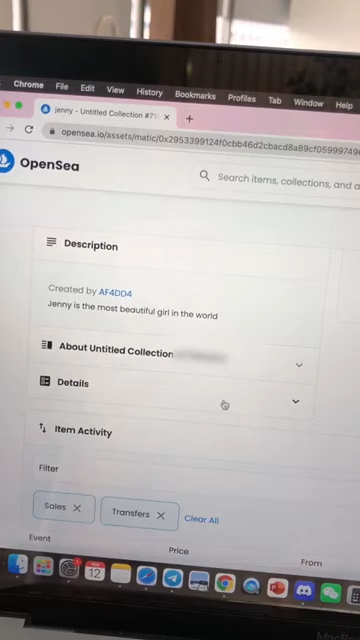 Chrome File Edit View History Bookmarks Profiles Tab Window Help
jenny - Untitled Collection #71
opensea.io/assets/matic/
OpenSea
Search items, collections, and a
Description
Created by AF4DD4
Jenny is the most beautiful girl in the world
About Untitled Collection
Details
Item Activity
Filter
Sales
Transfers
Clear All
Event
Price
From
12